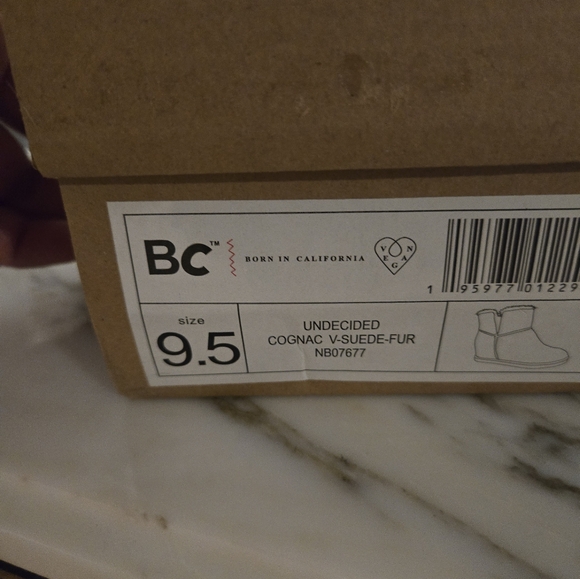 BC™
BORN IN CALIFORNIA
VEGAN
1 95977 01229
size
9.5
UNDECIDED
COGNAC V-SUEDE-FUR
NB07677